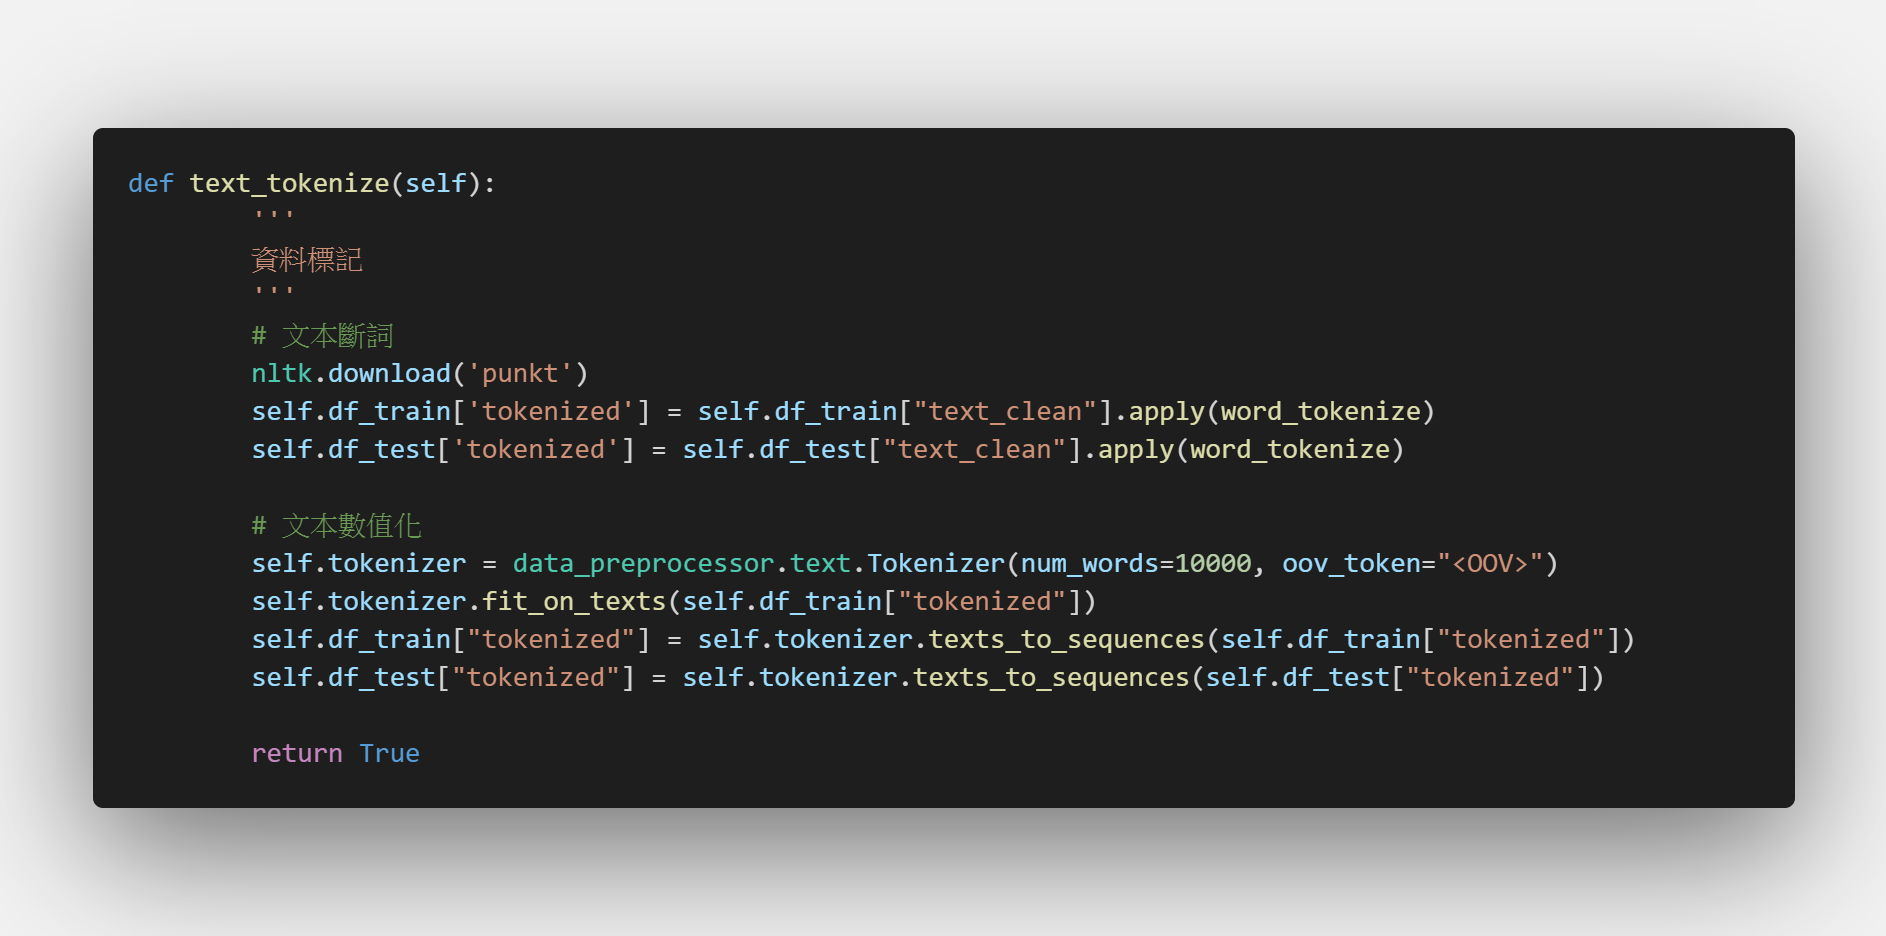 def text_tokenize(self):
'''
資料標記
'''
# 文本斷詞
nltk.download('punkt')
self.df_train['tokenized'] = self.df_train["text_clean"].apply(word_tokenize)
self.df_test['tokenized'] = self.df_test["text_clean"].apply(word_tokenize)
# 文本數值化
self.tokenizer = data_preprocessor.text.Tokenizer(num_words=10000, oov_token="<OOV>")
self.tokenizer.fit_on_texts(self.df_train["tokenized"])
self.df_train["tokenized"] = self.tokenizer.texts_to_sequences(self.df_train["tokenized"])
self.df_test["tokenized"] = self.tokenizer.texts_to_sequences(self.df_test["tokenized"])
return True